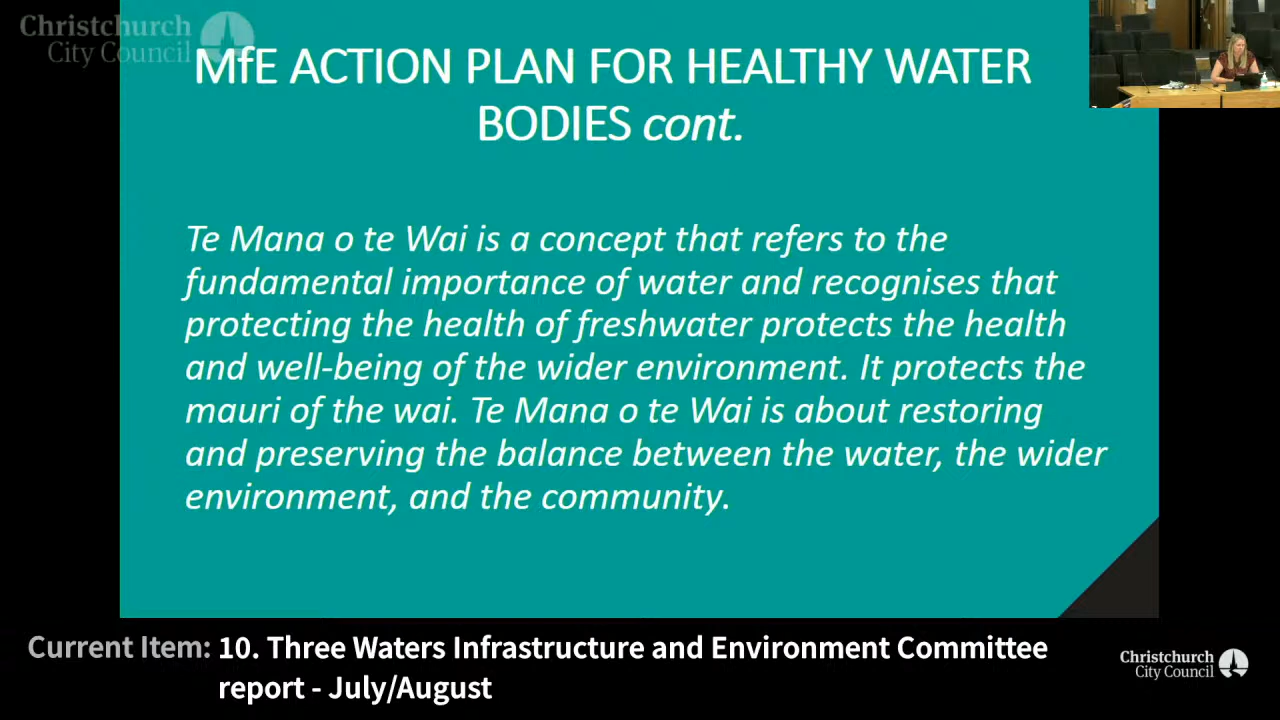 Christchurch
City Council
MfE ACTION PLAN FOR HEALTHY WATER
BODIES cont.
Te Mana o te Wai is a concept that refers to the
fundamental importance of water and recognises that
protecting the health of freshwater protects the health
and well-being of the wider environment. It protects the
mauri of the wai. Te Mana o te Wai is about restoring
and preserving the balance between the water, the wider
environment, and the community.
Current Item: 10. Three Waters Infrastructure and Environment Committee
report - July/August
Christchurch
City Council